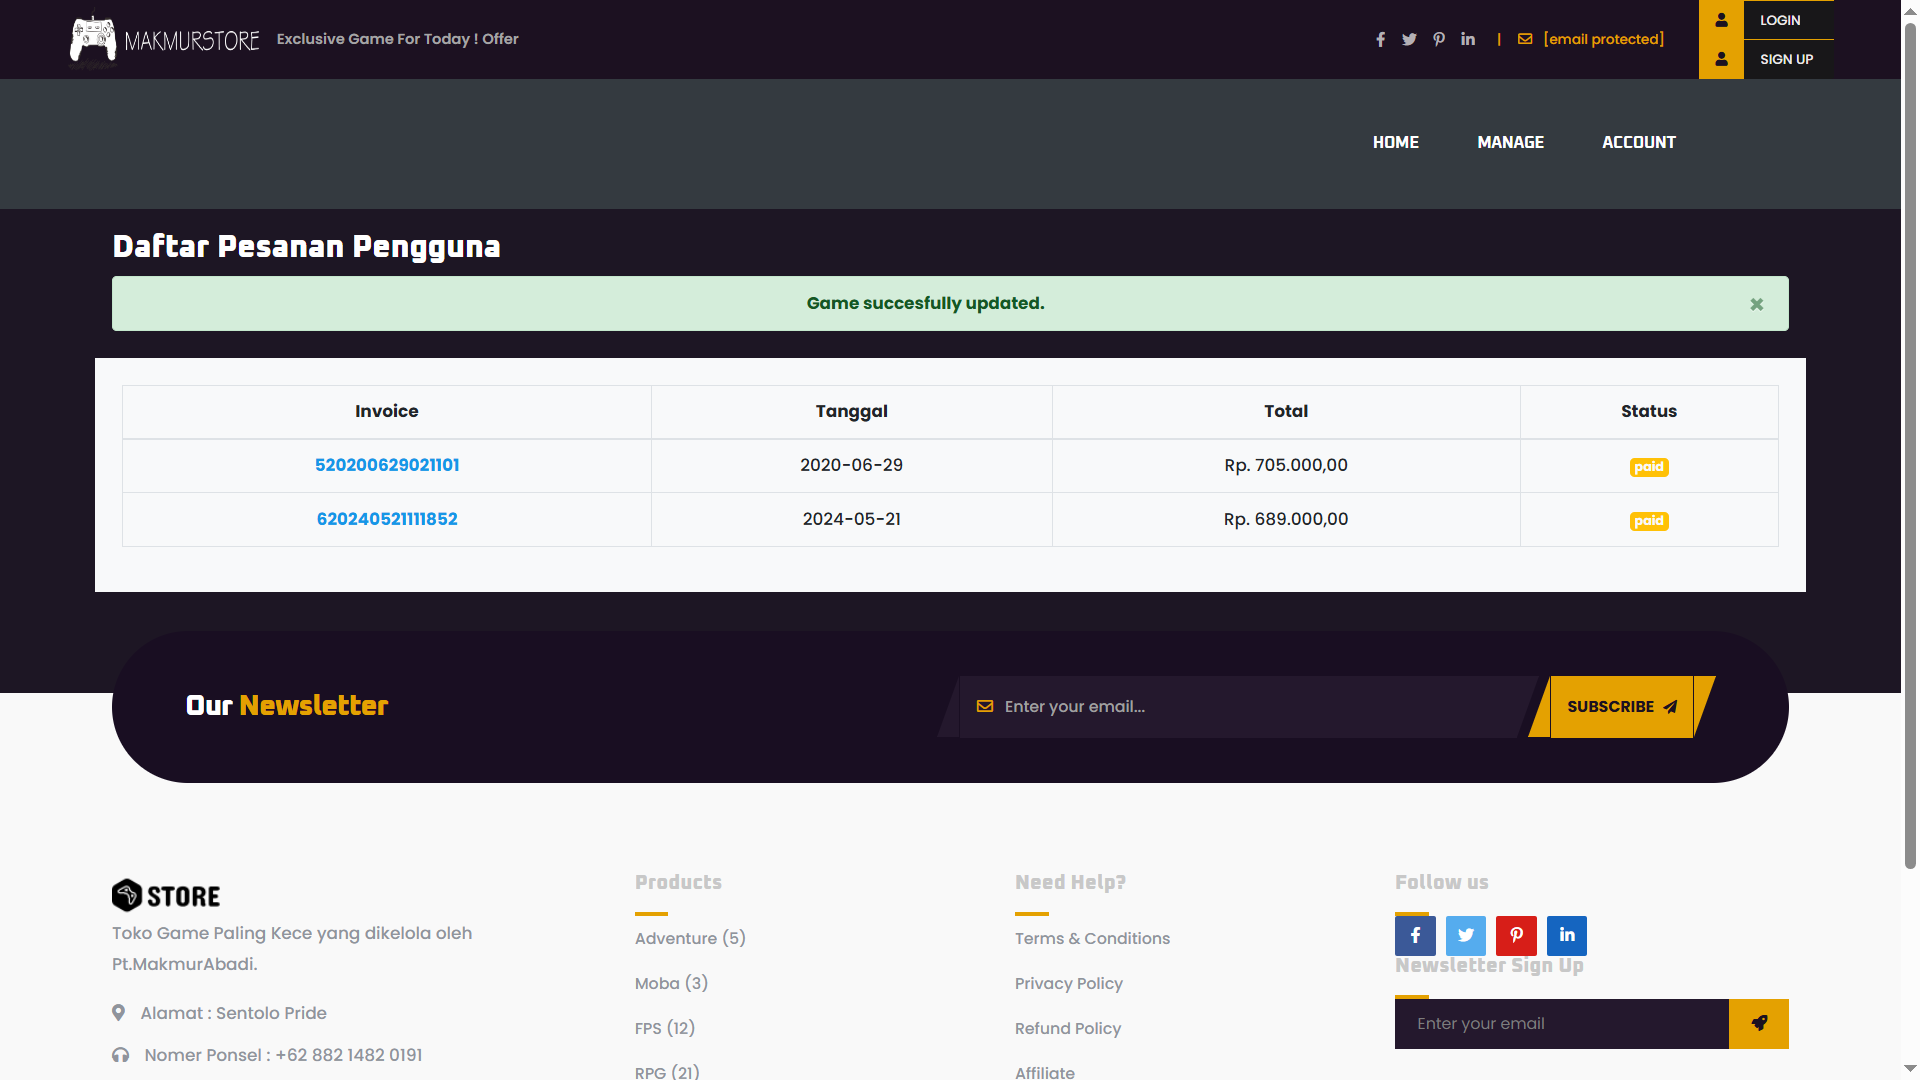 MAKMURSTORE
Exclusive Game For Today ! Offer
[email protected]
LOGIN
SIGN UP
HOME
MANAGE
ACCOUNT
Daftar Pesanan Pengguna
Game succesfully updated.
Invoice Tanggal Total Status
520200629021101 2020-06-29 Rp. 705.000,00 paid
620240521111852 2024-05-21 Rp. 689.000,00 paid
Our Newsletter
Enter your email...
SUBSCRIBE
STORE
Toko Game Paling Kece yang dikelola oleh
Pt.MakmurAbadi.
Alamat : Sentolo Pride
Nomer Ponsel : +62 882 1482 0191
Products
Adventure (5)
Moba (3)
FPS (12)
RPG (21)
Need Help?
Terms & Conditions
Privacy Policy
Refund Policy
Affiliate
Follow us
Newsletter Sign Up
Enter your email